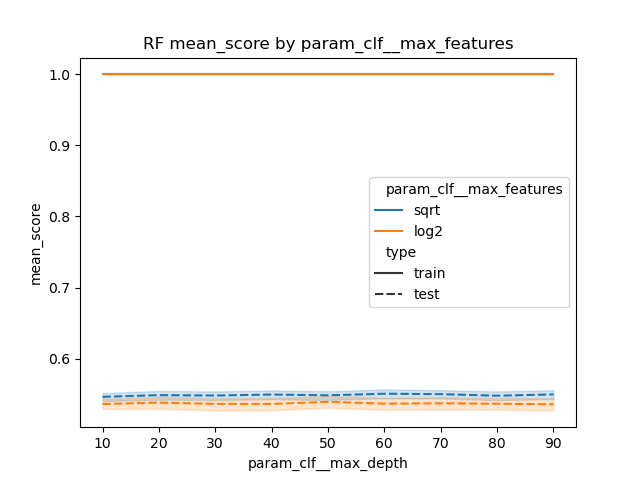 RF mean_score by param_clf__max_features
1.0
0.9
0.8
0.7
0.6
mean_score
param_clf__max_features
sqrt
log2
type
train
test
10 20 30 40 50 60 70 80 90
param_clf__max_depth